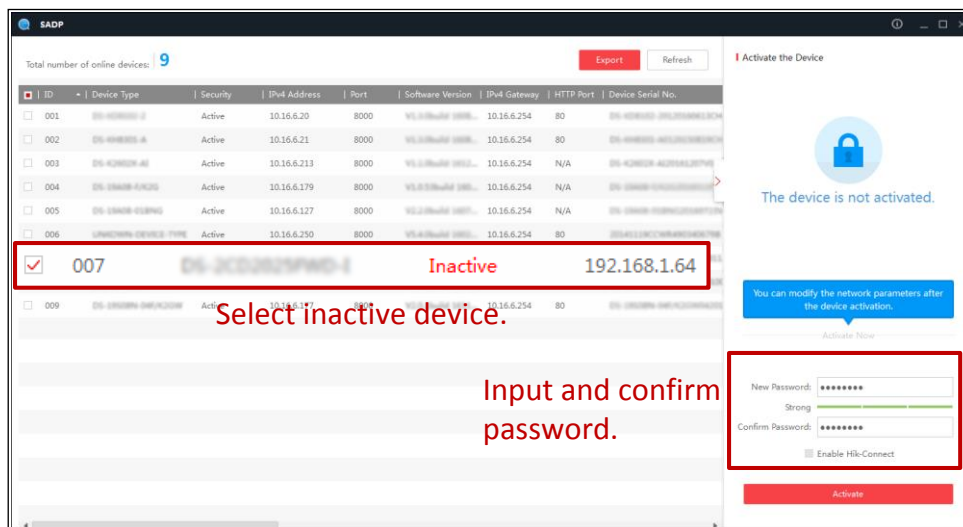 SADP
Total number of online devices: 9
Export
Refresh
ID | Device Type | Security | IPv4 Address | Port | Software Version | IPv4 Gateway | HTTP Port | Device Serial No.
001 Active 10.16.6.20 8000 10.16.6.254 80
002 Active 10.16.6.21 8000 10.16.6.254 80
003 Active 10.16.6.213 8000 10.16.6.254 N/A
004 Active 10.16.6.179 8000 10.16.6.254 N/A
005 Active 10.16.6.127 8000 10.16.6.254 N/A
006 Active 10.16.6.250 8000 10.16.6.254 80
007 Inactive 192.168.1.64
009 8000 10.16.6.254 80
Select inactive device.
Input and confirm
password.
Activate the Device
The device is not activated.
You can modify the network parameters after
the device activation.
Activate Now
New Password: ●●●●●●●●
Strong
Confirm Password: ●●●●●●●●
Enable Hik-Connect
Activate